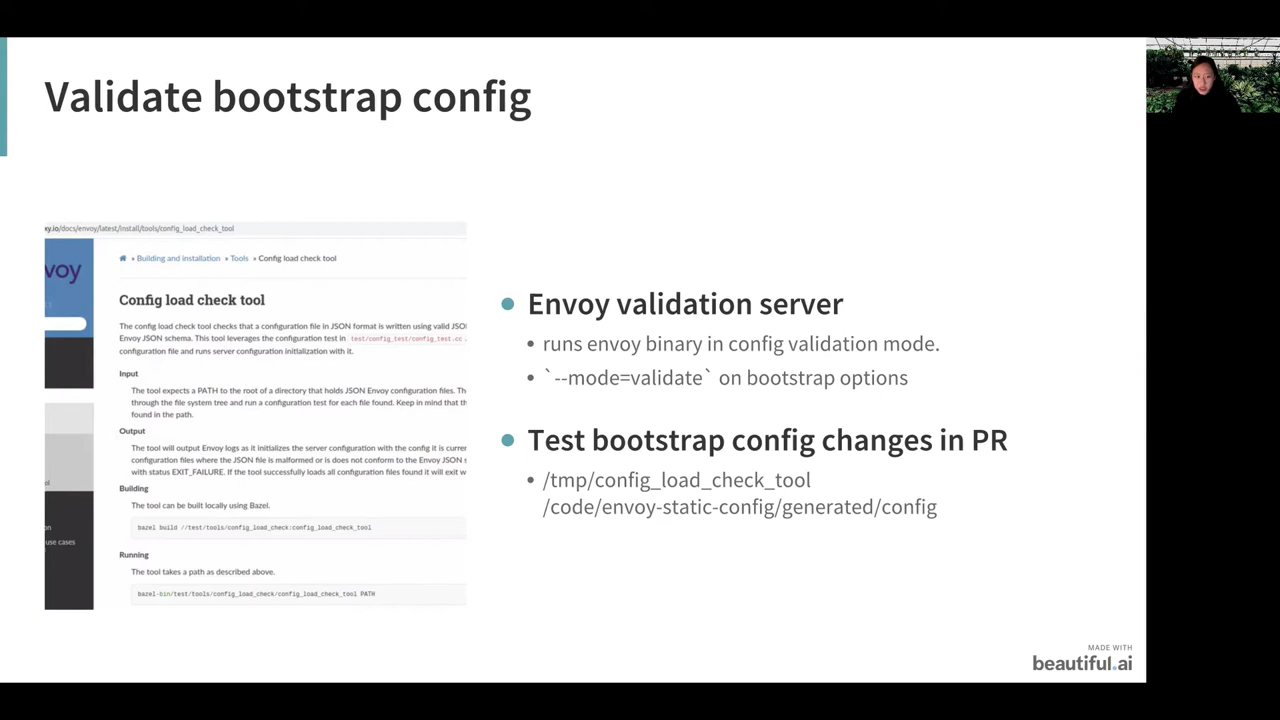 Validate bootstrap config
xy.io/docs/envoy/latest/install/tools/config_load_check_tool
voy
» Building and installation » Tools » Config load check tool
Config load check tool
The config load check tool checks that a configuration file in JSON format is written using valid JSO
Envoy JSON schema. This tool leverages the configuration test in test/config_test/config_test.cc
configuration file and runs server configuration initialization with it.
Input
The tool expects a PATH to the root of a directory that holds JSON Envoy configuration files. Th
through the file system tree and run a configuration test for each file found. Keep in mind that th
found in the path.
Output
The tool will output Envoy logs as it initializes the server configuration with the config it is curre
configuration files where the JSON file is malformed or is does not conform to the Envoy JSON s
with status EXIT_FAILURE. If the tool successfully loads all configuration files found it will exit w
Building
The tool can be built locally using Bazel.
bazel build //test/tools/config_load_check:config_load_check_tool
on
use cases
Running
The tool takes a path as described above.
bazel-bin/test/tools/config_load_check/config_load_check_tool PATH
Envoy validation server
runs envoy binary in config validation mode.
`--mode=validate` on bootstrap options
Test bootstrap config changes in PR
/tmp/config_load_check_tool
/code/envoy-static-config/generated/config
MADE WITH
beautiful.ai